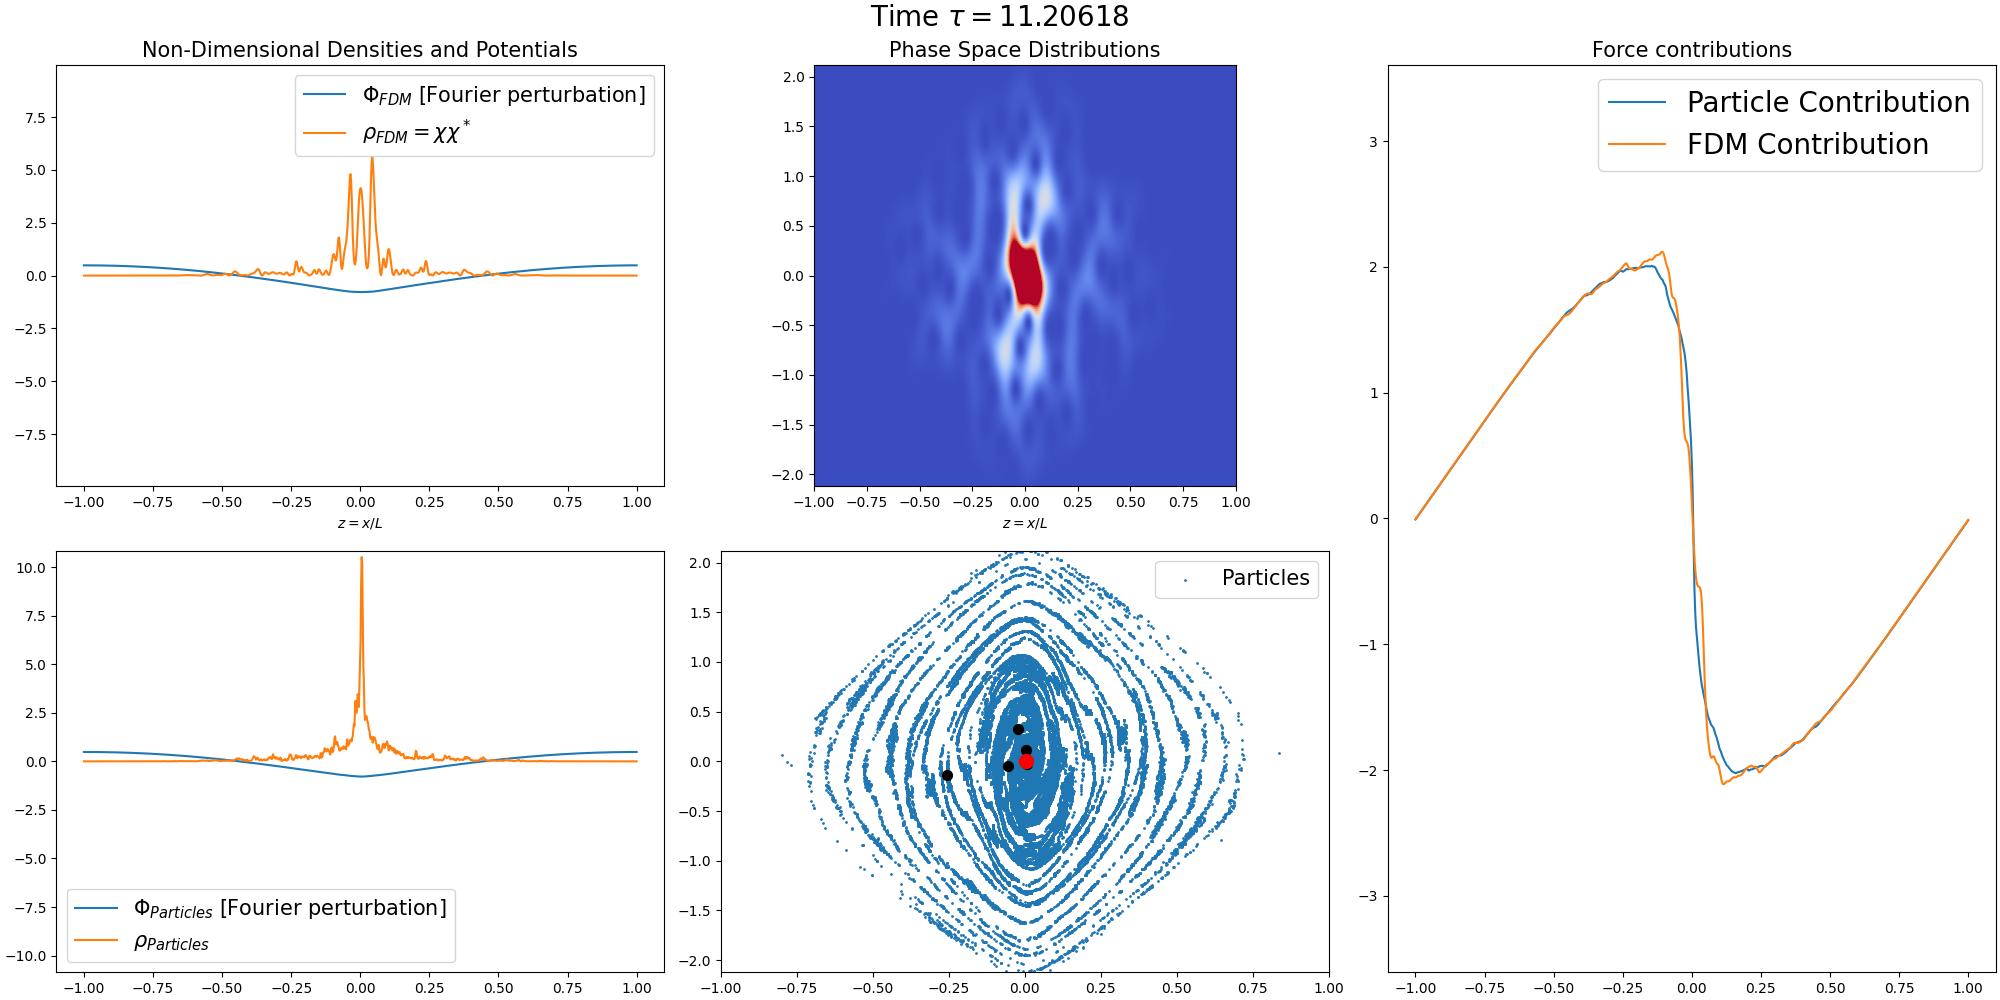 Time τ = 11.20618
Non-Dimensional Densities and Potentials
Φ_FDM [Fourier perturbation]
ρ_FDM = χχ*
7.5
5.0
2.5
0.0
−2.5
−5.0
−7.5
−1.00 −0.75 −0.50 −0.25 0.00 0.25 0.50 0.75 1.00
z = x/L
Phase Space Distributions
2.0
1.5
1.0
0.5
0.0
−0.5
−1.0
−1.5
−2.0
−1.00 −0.75 −0.50 −0.25 0.00 0.25 0.50 0.75 1.00
z = x/L
Force contributions
Particle Contribution
FDM Contribution
3
2
1
0
−1
−2
−3
−1.00 −0.75 −0.50 −0.25 0.00 0.25 0.50 0.75 1.00
10.0
7.5
5.0
2.5
0.0
−2.5
−5.0
−7.5
−10.0
Φ_Particles [Fourier perturbation]
ρ_Particles
−1.00 −0.75 −0.50 −0.25 0.00 0.25 0.50 0.75 1.00
Particles
2.0
1.5
1.0
0.5
0.0
−0.5
−1.0
−1.5
−2.0
−1.00 −0.75 −0.50 −0.25 0.00 0.25 0.50 0.75 1.00